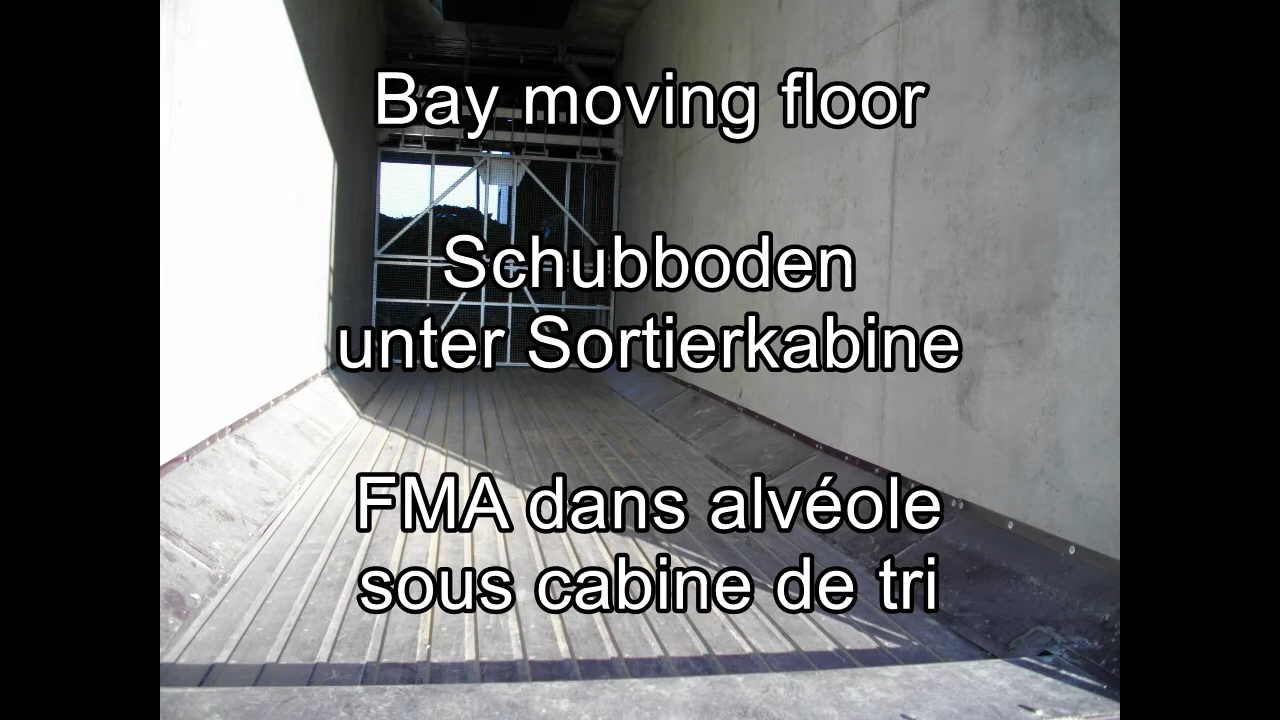 Bay moving floor
Schubboden
unter Sortierkabine
FMA dans alvéole
sous cabine de tri